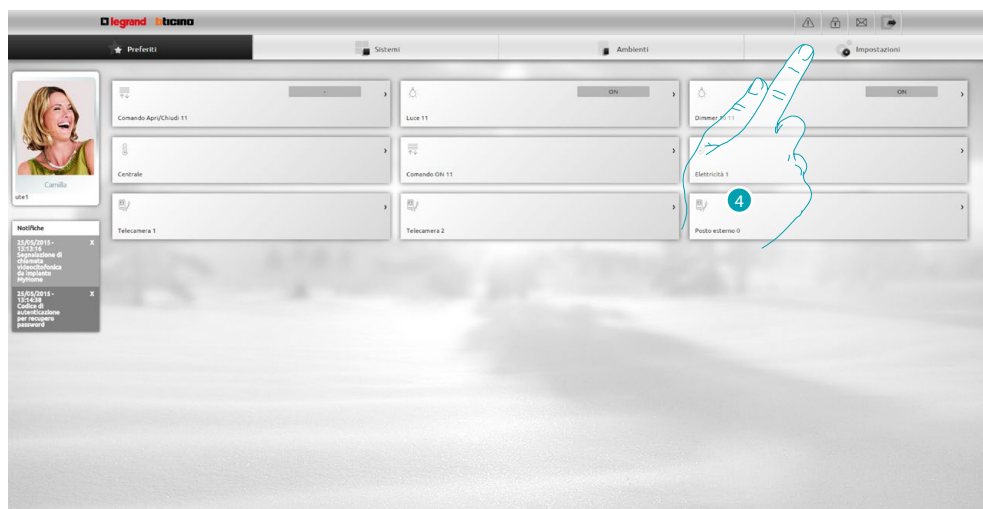 legrand bticino
Preferiti
Sistemi
Ambienti
Impostazioni
Camilla
ute1
Notifiche
25/05/2015 - X
13:13:16
Segnalazione di
chiamata
videocitofonica
da impianto
MyHome
25/05/2015 - X
13:14:38
Codice di
autenticazione
per recupero
password
-
Comando Apri/Chiudi 11
ON
Luce 11
ON
Dimmer 11
Centrale
Comando ON 11
Elettricità 1
Telecamera 1
Telecamera 2
Posto esterno 0
4